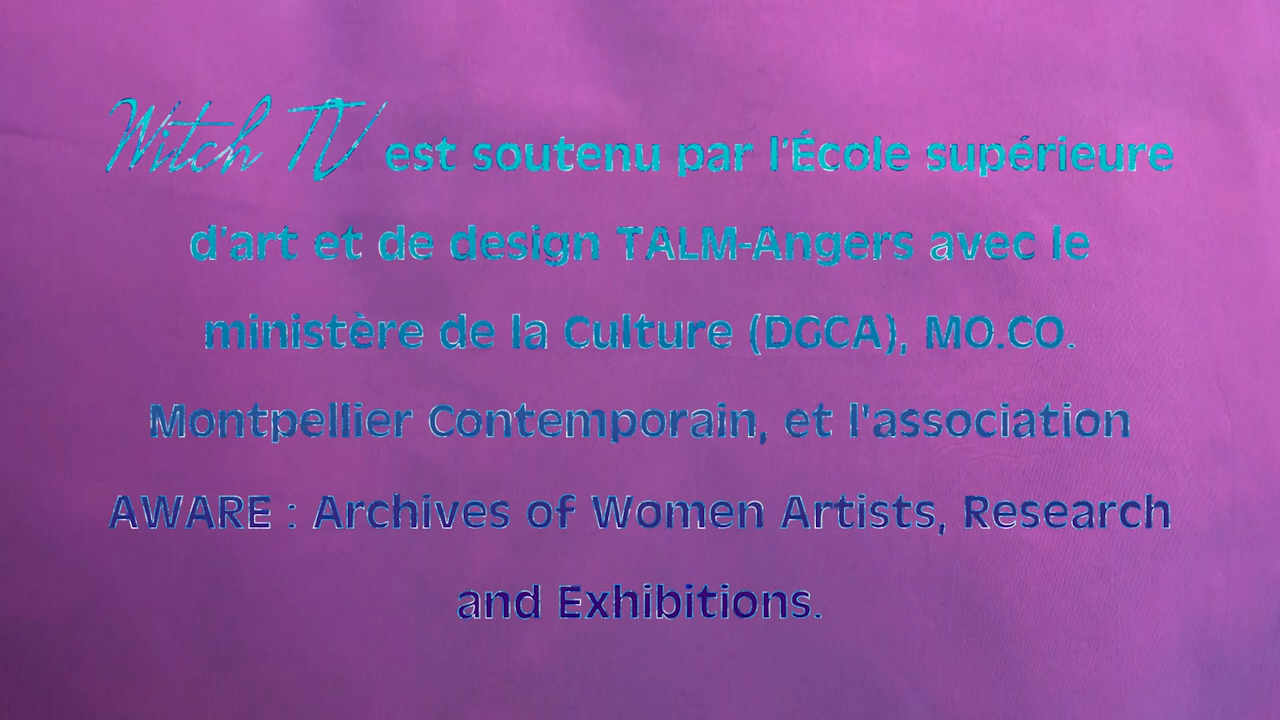 Witch TV est soutenu par l'École supérieure
d'art et de design TALM-Angers avec le
ministère de la Culture (DGCA), MO.CO.
Montpellier Contemporain, et l'association
AWARE : Archives of Women Artists, Research
and Exhibitions.